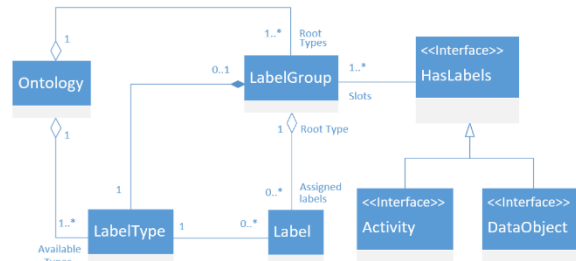 1
1..*
Root
Types
Ontology
0..1
LabelGroup
1..*
Slots
<<Interface>>
HasLabels
1
1
Root Type
1
0..*
Assigned
labels
1..*
LabelType
1
0..*
Label
Available
<<Interface>>
Activity
<<Interface>>
DataObject